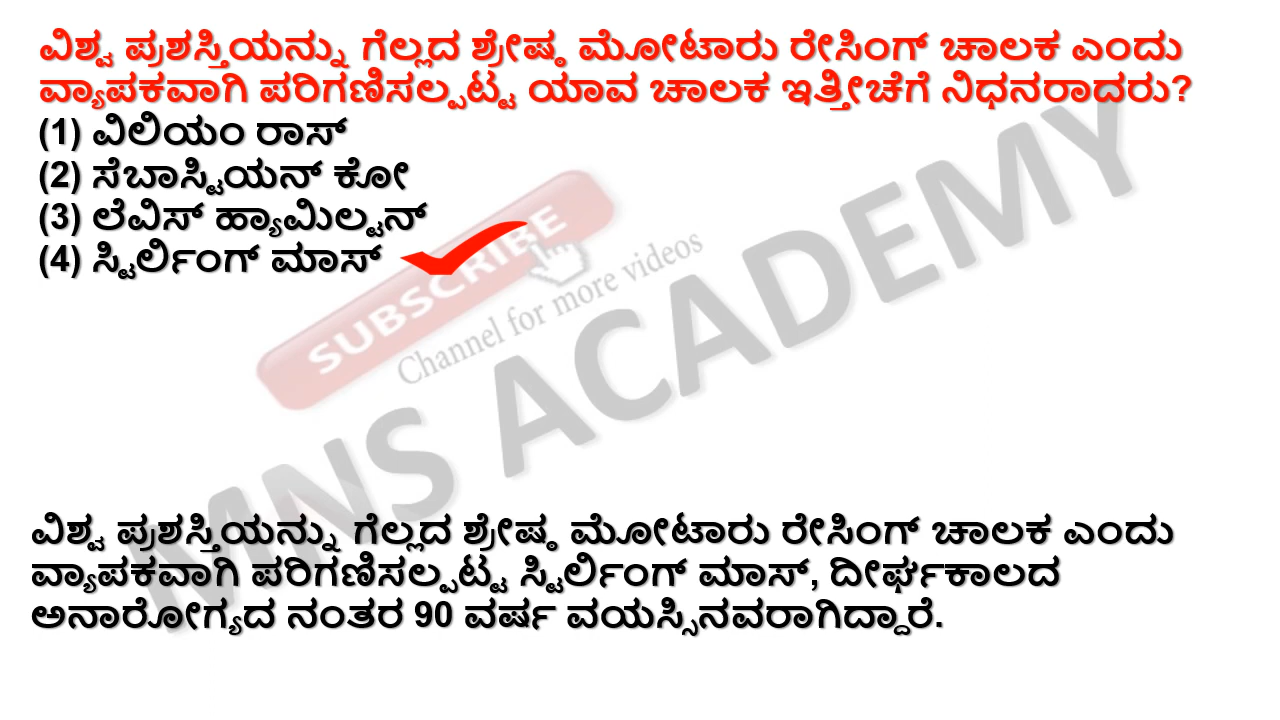 ವಿಶ್ವ ಪ್ರಶಸ್ತಿಯನ್ನು ಗೆಲ್ಲದ ಶ್ರೇಷ್ಠ ಮೋಟಾರು ರೇಸಿಂಗ್ ಚಾಲಕ ಎಂದು
ವ್ಯಾಪಕವಾಗಿ ಪರಿಗಣಿಸಲ್ಪಟ್ಟ ಯಾವ ಚಾಲಕ ಇತ್ತೀಚೆಗೆ ನಿಧನರಾದರು?
(1) ವಿಲಿಯಂ ರಾಸ್
(2) ಸೆಬಾಸ್ಟಿಯನ್ ಕೋ
(3) ಲೆವಿಸ್ ಹ್ಯಾಮಿಲ್ಟನ್
(4) ಸ್ಟಿರ್ಲಿಂಗ್ ಮಾಸ್
SUBSCRIBE
Channel for more videos
MNS ACADEMY
ವಿಶ್ವ ಪ್ರಶಸ್ತಿಯನ್ನು ಗೆಲ್ಲದ ಶ್ರೇಷ್ಠ ಮೋಟಾರು ರೇಸಿಂಗ್ ಚಾಲಕ ಎಂದು
ವ್ಯಾಪಕವಾಗಿ ಪರಿಗಣಿಸಲ್ಪಟ್ಟ ಸ್ಟಿರ್ಲಿಂಗ್ ಮಾಸ್, ದೀರ್ಘಕಾಲದ
ಅನಾರೋಗ್ಯದ ನಂತರ 90 ವರ್ಷ ವಯಸ್ಸಿನವರಾಗಿದ್ದಾರೆ.